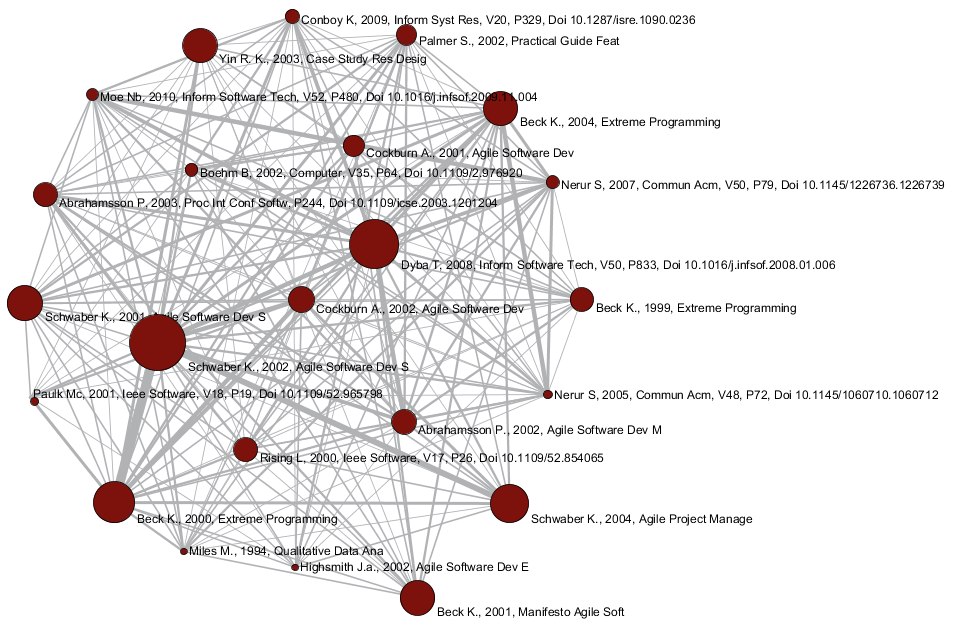 Conboy K, 2009, Inform Syst Res, V20, P329, Doi 10.1287/isre.1090.0236
Palmer S., 2002, Practical Guide Feat
Yin R. K., 2003, Case Study Res Desig
Moe Nb, 2010, Inform Software Tech, V52, P480, Doi 10.1016/j.infsof.2009.11.004
Beck K., 2004, Extreme Programming
Cockburn A., 2001, Agile Software Dev
Boehm B, 2002, Computer, V35, P64, Doi 10.1109/2.976920
Nerur S, 2007, Commun Acm, V50, P79, Doi 10.1145/1226736.1226739
Abrahamsson P, 2003, Proc Int Conf Softw, P244, Doi 10.1109/icse.2003.1201204
Dyba T, 2008, Inform Software Tech, V50, P833, Doi 10.1016/j.infsof.2008.01.006
Cockburn A., 2002, Agile Software Dev
Beck K., 1999, Extreme Programming
Schwaber K., 2001, Agile Software Dev S
Schwaber K., 2002, Agile Software Dev S
Paulk Mc, 2001, Ieee Software, V18, P19, Doi 10.1109/52.965798
Nerur S, 2005, Commun Acm, V48, P72, Doi 10.1145/1060710.1060712
Abrahamsson P., 2002, Agile Software Dev M
Rising L, 2000, Ieee Software, V17, P26, Doi 10.1109/52.854065
Beck K., 2000, Extreme Programming
Schwaber K., 2004, Agile Project Manage
Miles M., 1994, Qualitative Data Ana
Highsmith J.a., 2002, Agile Software Dev E
Beck K., 2001, Manifesto Agile Soft